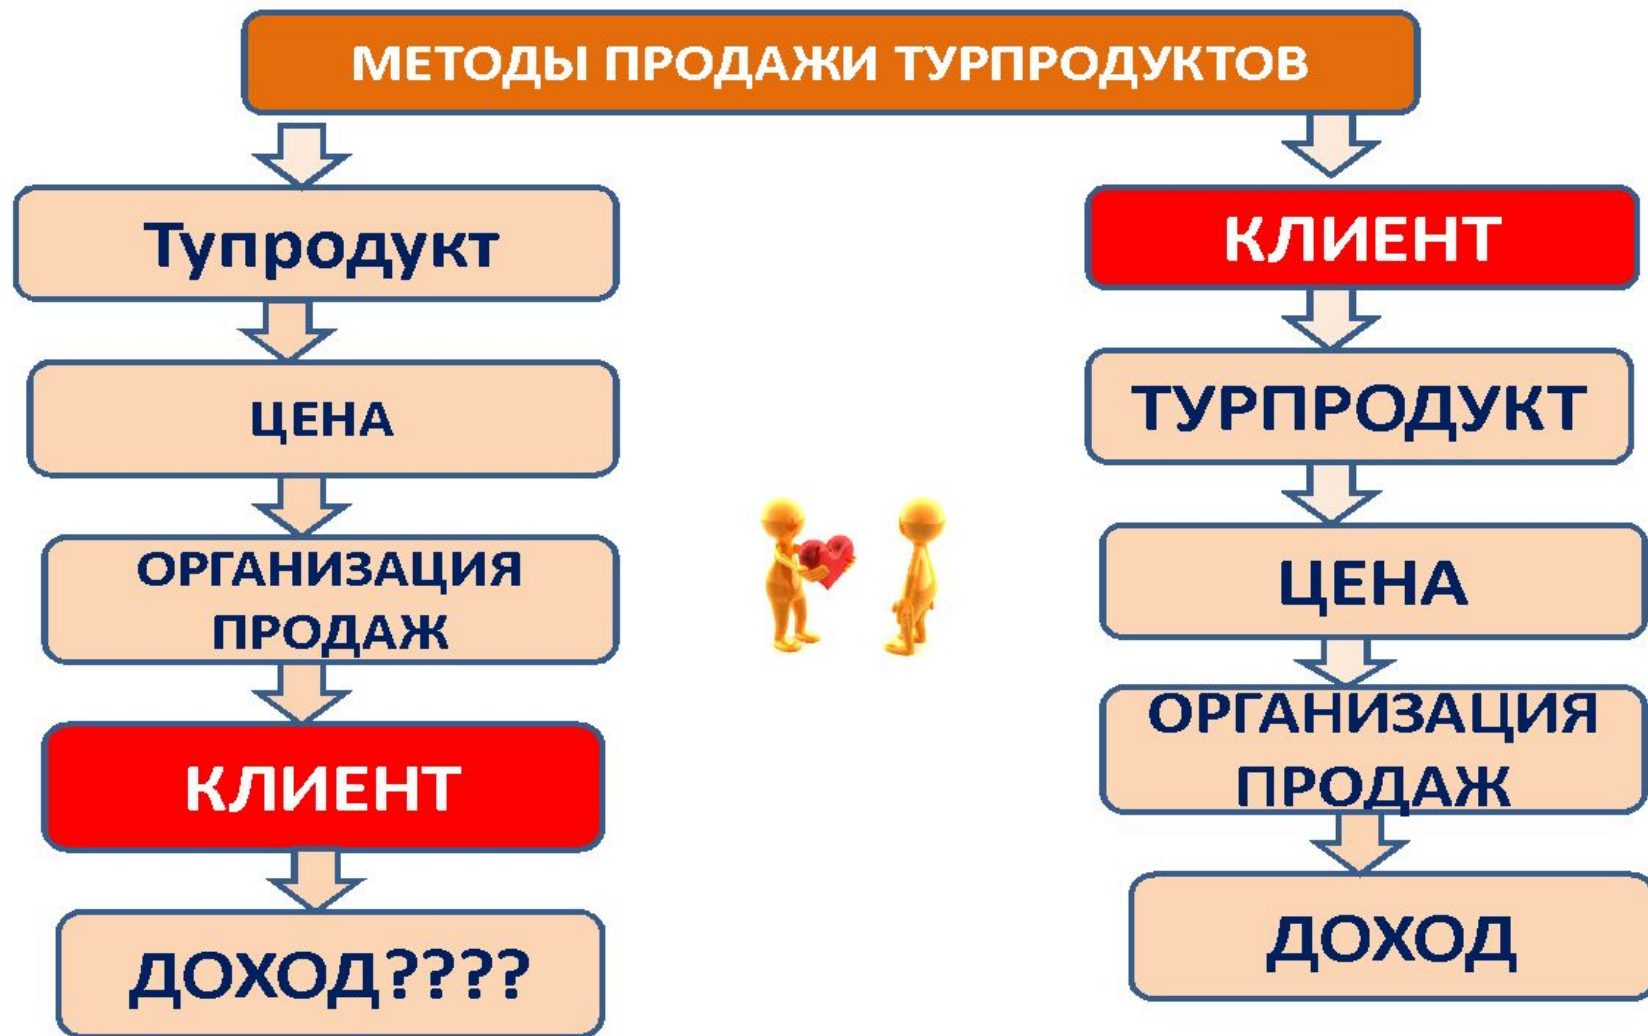 МЕТОДЫ ПРОДАЖИ ТУРПРОДУКТОВ
Тупродукт
ЦЕНА
ОРГАНИЗАЦИЯ
ПРОДАЖ
КЛИЕНТ
ДОХОД????
КЛИЕНТ
ТУРПРОДУКТ
ЦЕНА
ОРГАНИЗАЦИЯ
ПРОДАЖ
ДОХОД